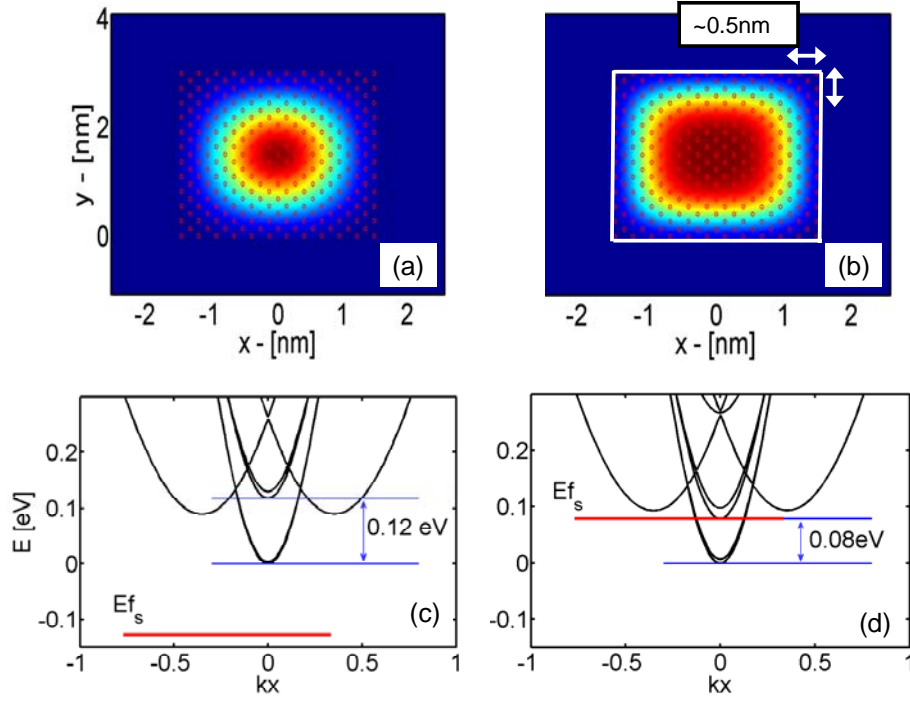 4
2
0
y - [nm]
-2 -1 0 1 2
x - [nm]
(a)
~0.5nm
-2 -1 0 1 2
x - [nm]
(b)
0.2
0.1
0
-0.1
E [eV]
0.12 eV
Ef_s
-1 -0.5 0 0.5 1
kx
(c)
0.2
0.1
0
-0.1
Ef_s
0.08eV
-1 -0.5 0 0.5 1
kx
(d)